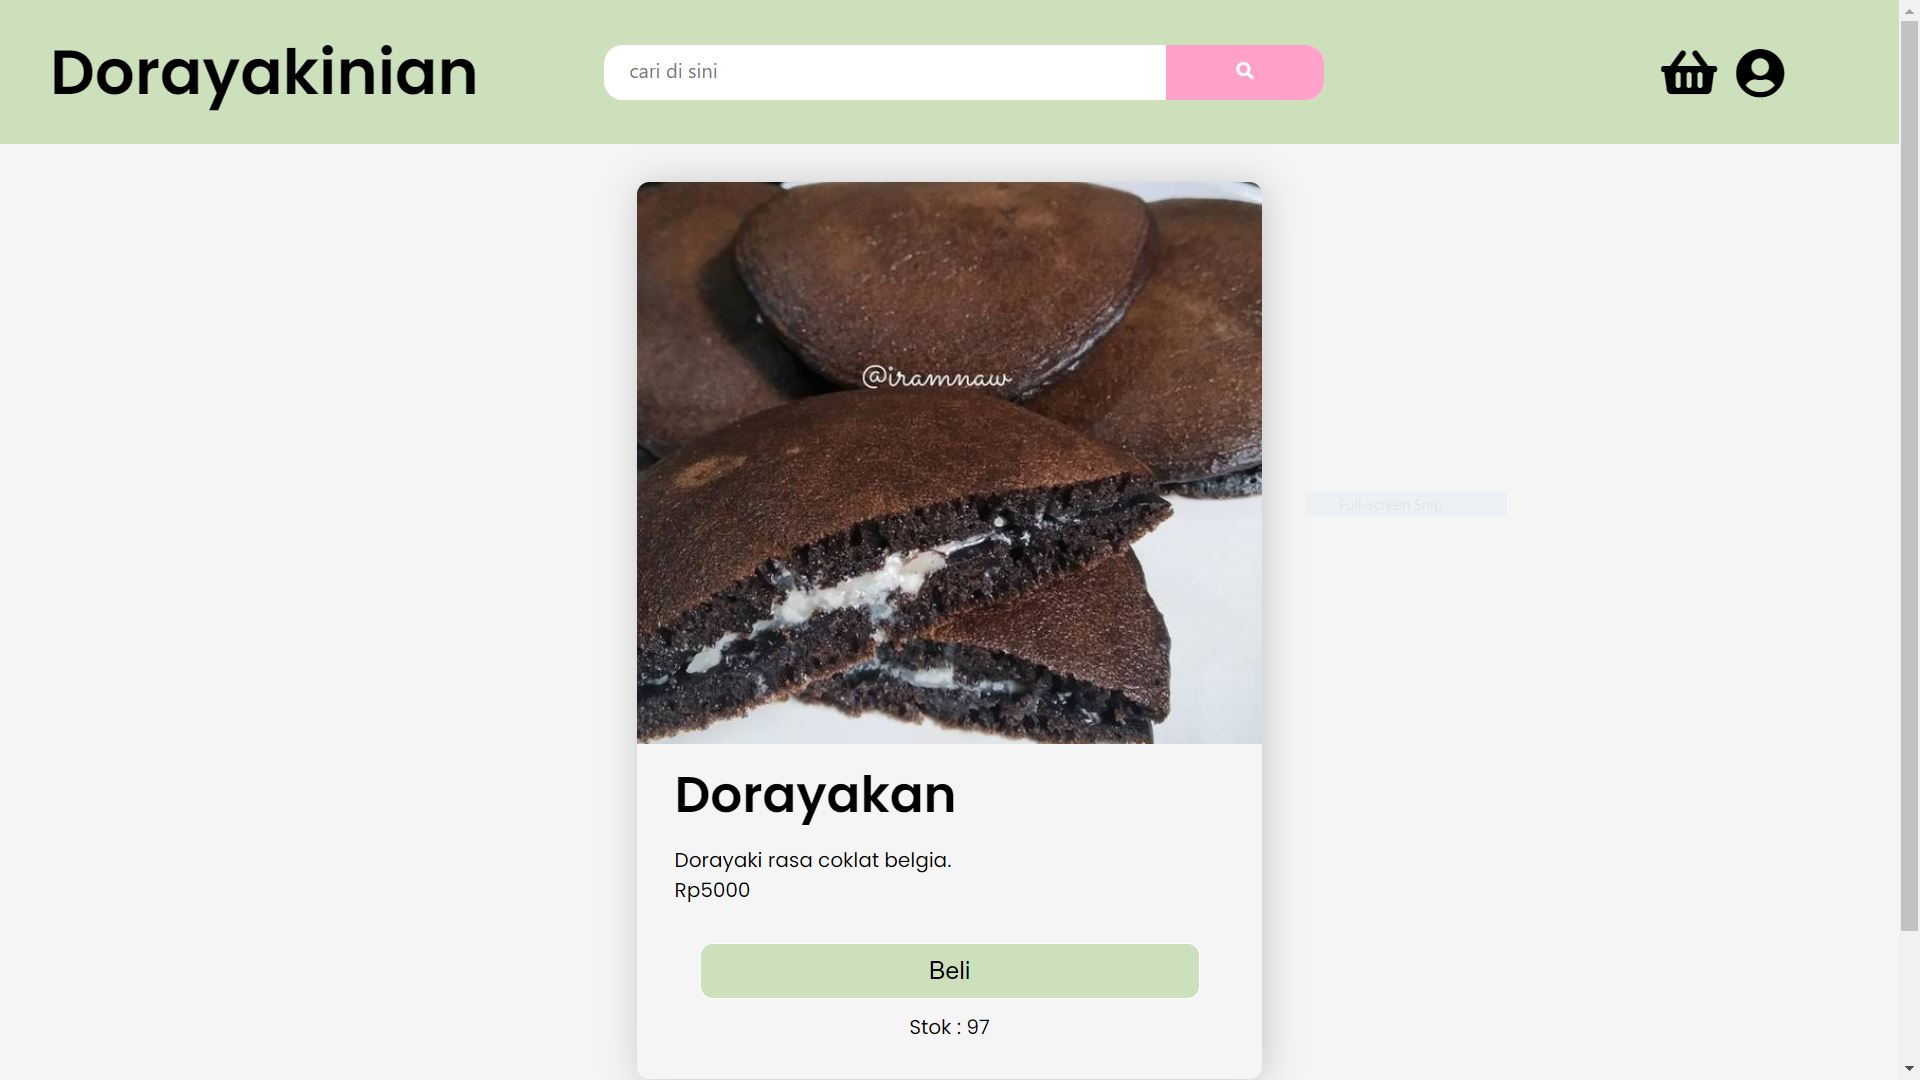 Dorayakinian
cari di sini
@iramnaw
Full-screen Snip
Dorayakan
Dorayaki rasa coklat belgia.
Rp5000
Beli
Stok : 97